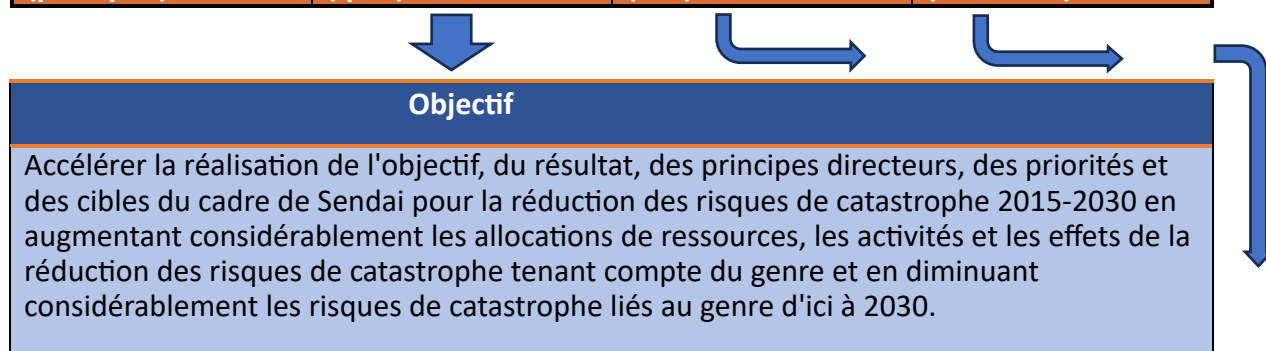 Objectif
Accélérer la réalisation de l'objectif, du résultat, des principes directeurs, des priorités et
des cibles du cadre de Sendai pour la réduction des risques de catastrophe 2015-2030 en
augmentant considérablement les allocations de ressources, les activités et les effets de la
réduction des risques de catastrophe tenant compte du genre et en diminuant
considérablement les risques de catastrophe liés au genre d'ici à 2030.